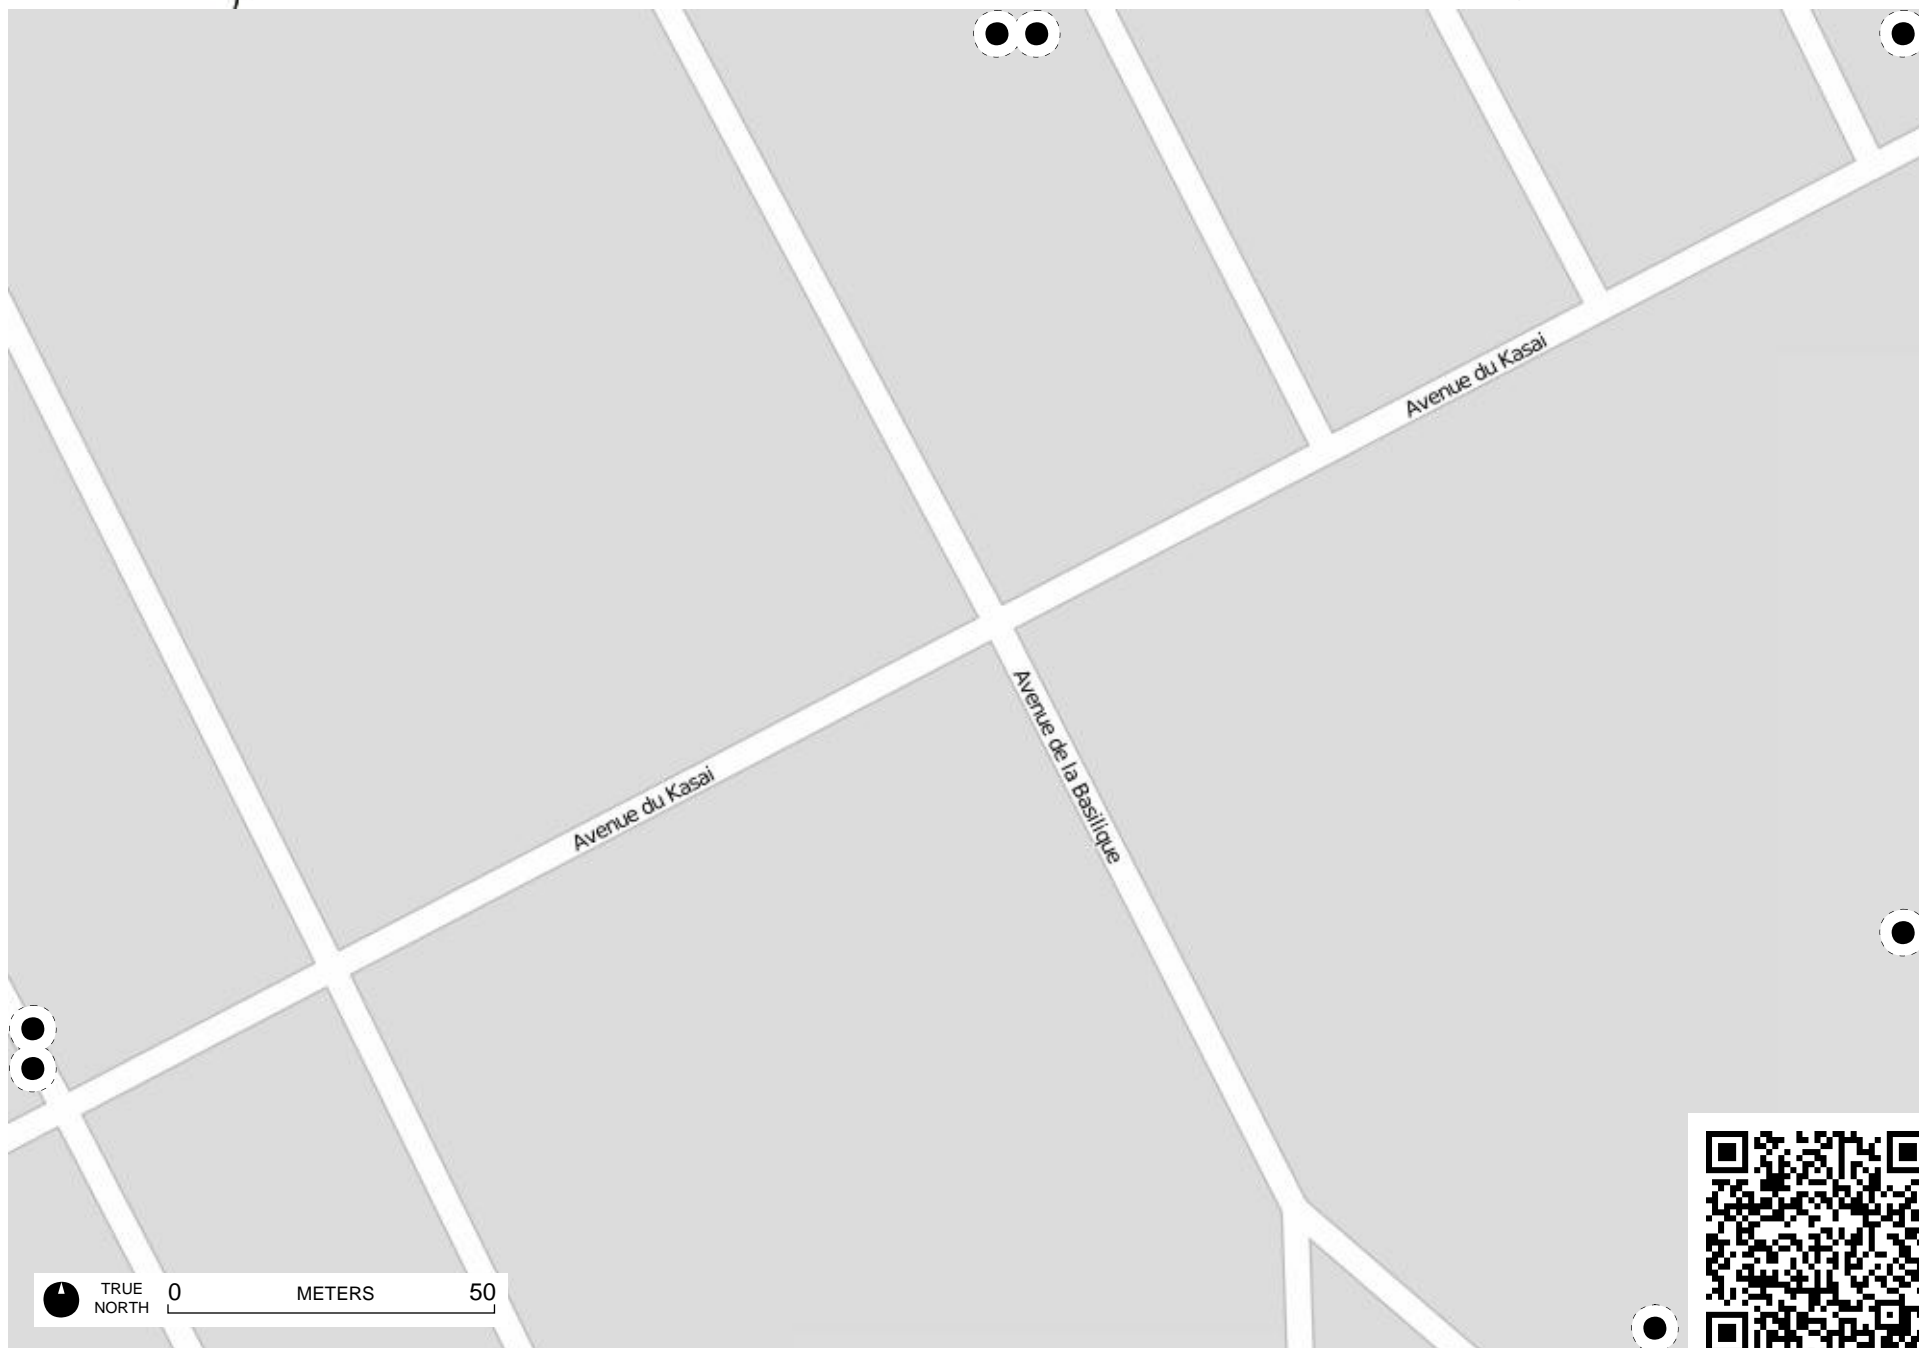 Avenue du Kasai
Avenue de la Basilique
Avenue du Kasai
TRUE
NORTH
0 METERS 50